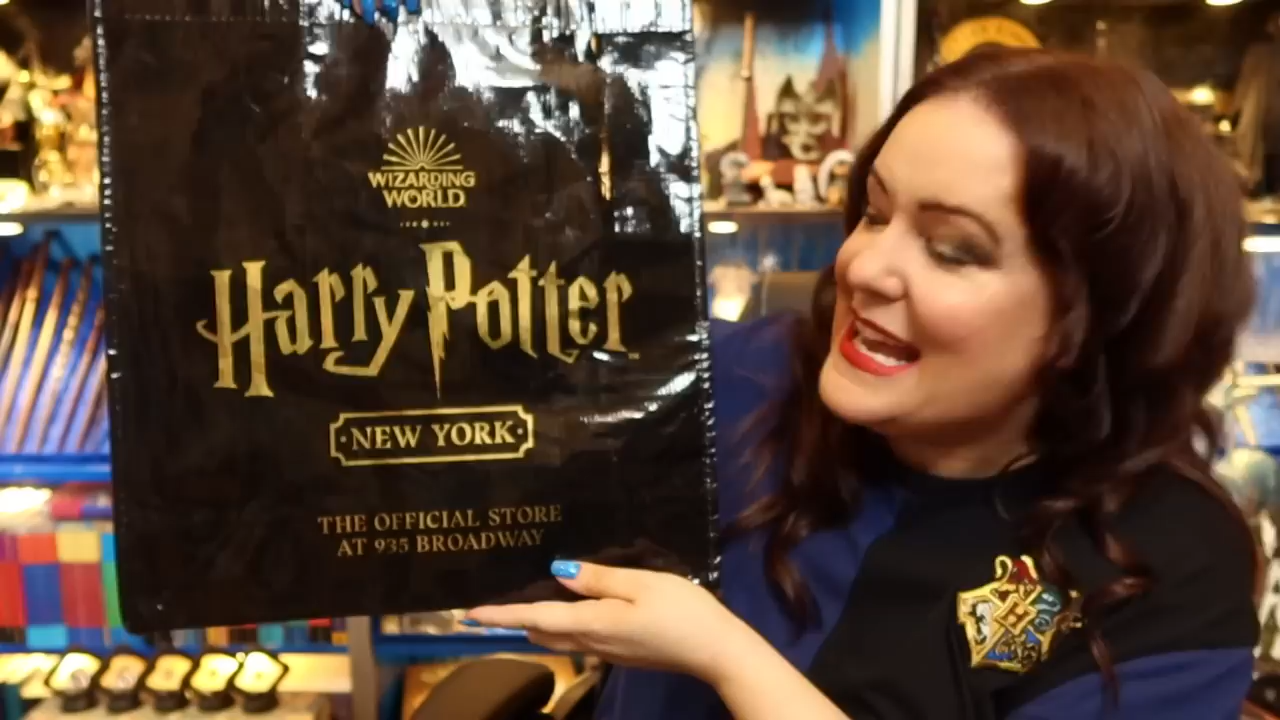 WIZARDING
WORLD
Harry Potter
NEW YORK
THE OFFICIAL STORE
AT 935 BROADWAY